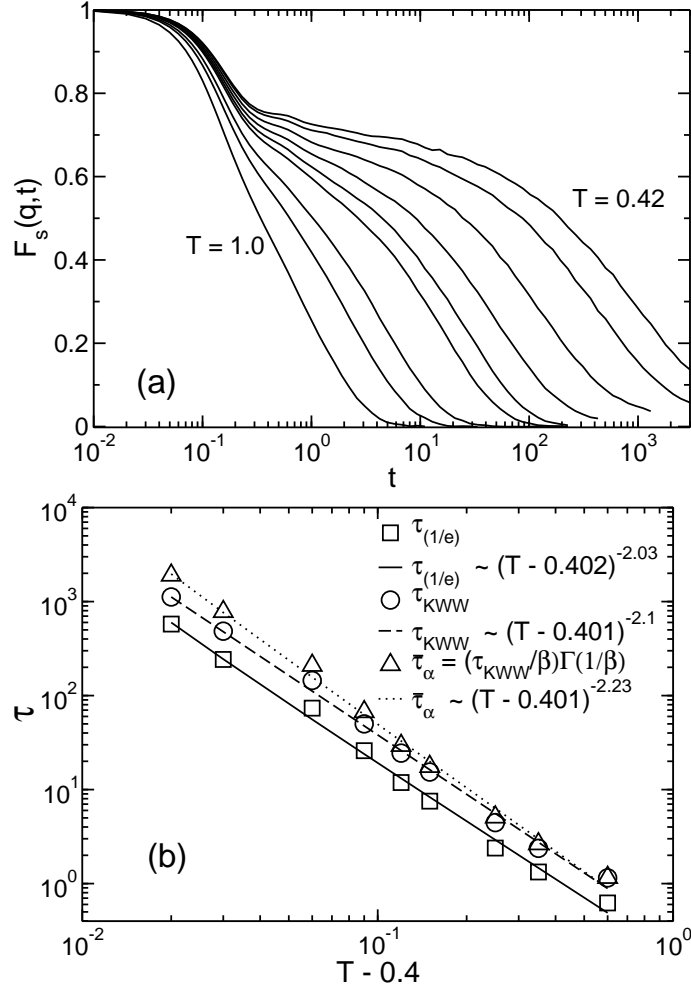 1
0.8
0.6
0.4
0.2
0
F_s(q,t)
T = 1.0
T = 0.42
(a)
10^-2 10^-1 10^0 10^1 10^2 10^3
t
10^4
10^3
10^2
10^1
10^0
τ
τ_(1/e)
τ_(1/e) ~ (T - 0.402)^-2.03
τ_KWW
τ_KWW ~ (T - 0.401)^-2.1
τ̄_α = (τ_KWW/β)Γ(1/β)
τ̄_α ~ (T - 0.401)^-2.23
(b)
10^-2 10^-1 10^0
T - 0.4